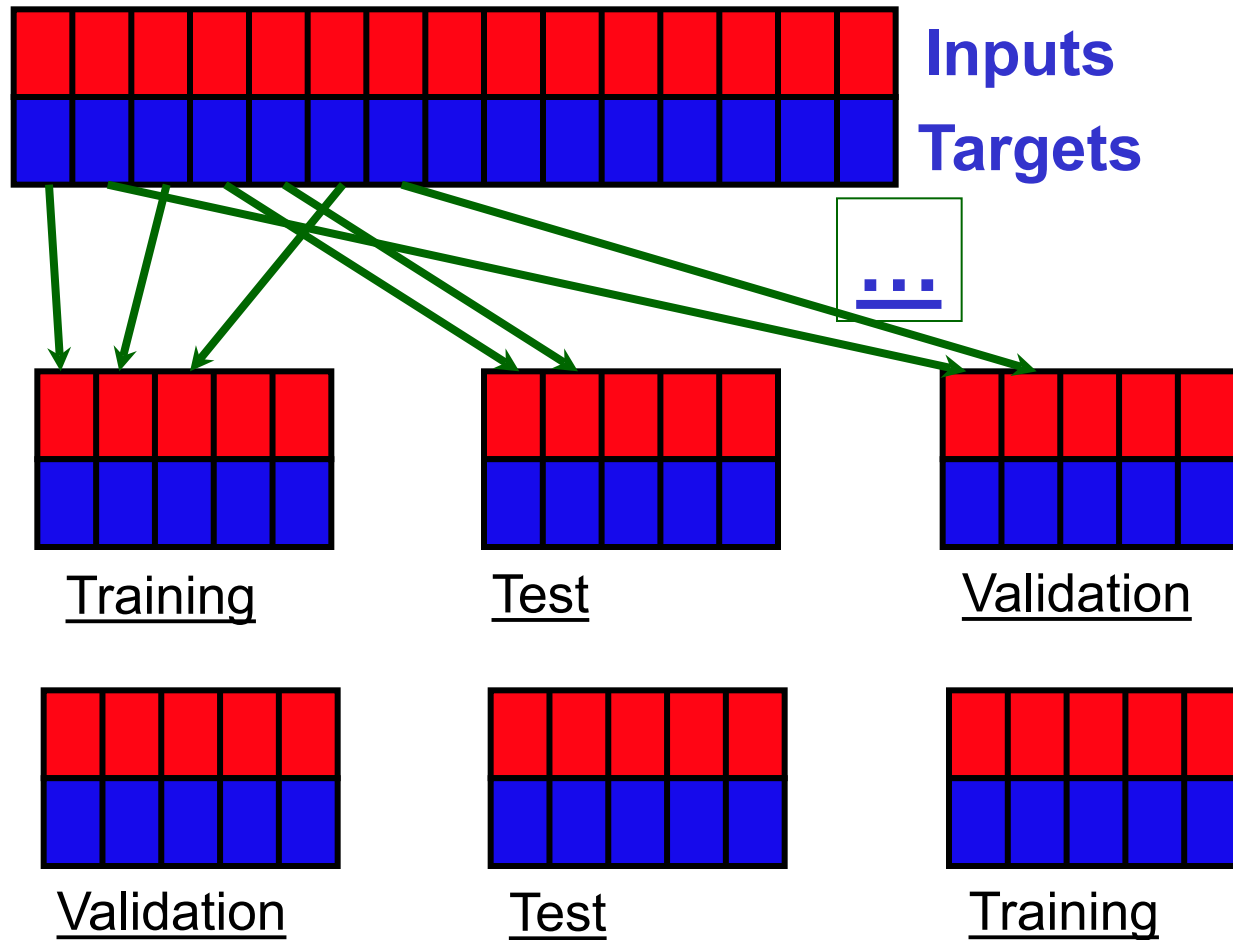 Inputs
Targets
...
Training Test Validation
Validation Test Training